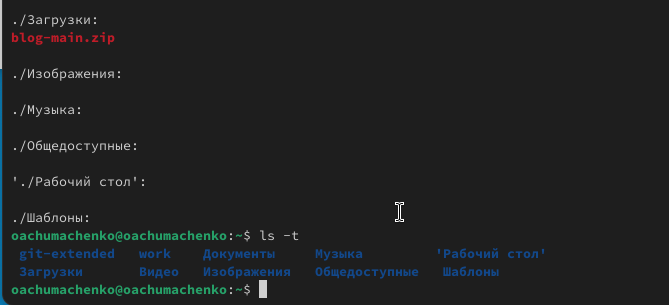 ./Загрузки:
blog-main.zip
./Изображения:
./Музыка:
./Общедоступные:
'./Рабочий стол':
./Шаблоны:
oachumachenko@oachumachenko:~$ ls -t
git-extended work Документы Музыка 'Рабочий стол'
Загрузки Видео Изображения Общедоступные Шаблоны
oachumachenko@oachumachenko:~$